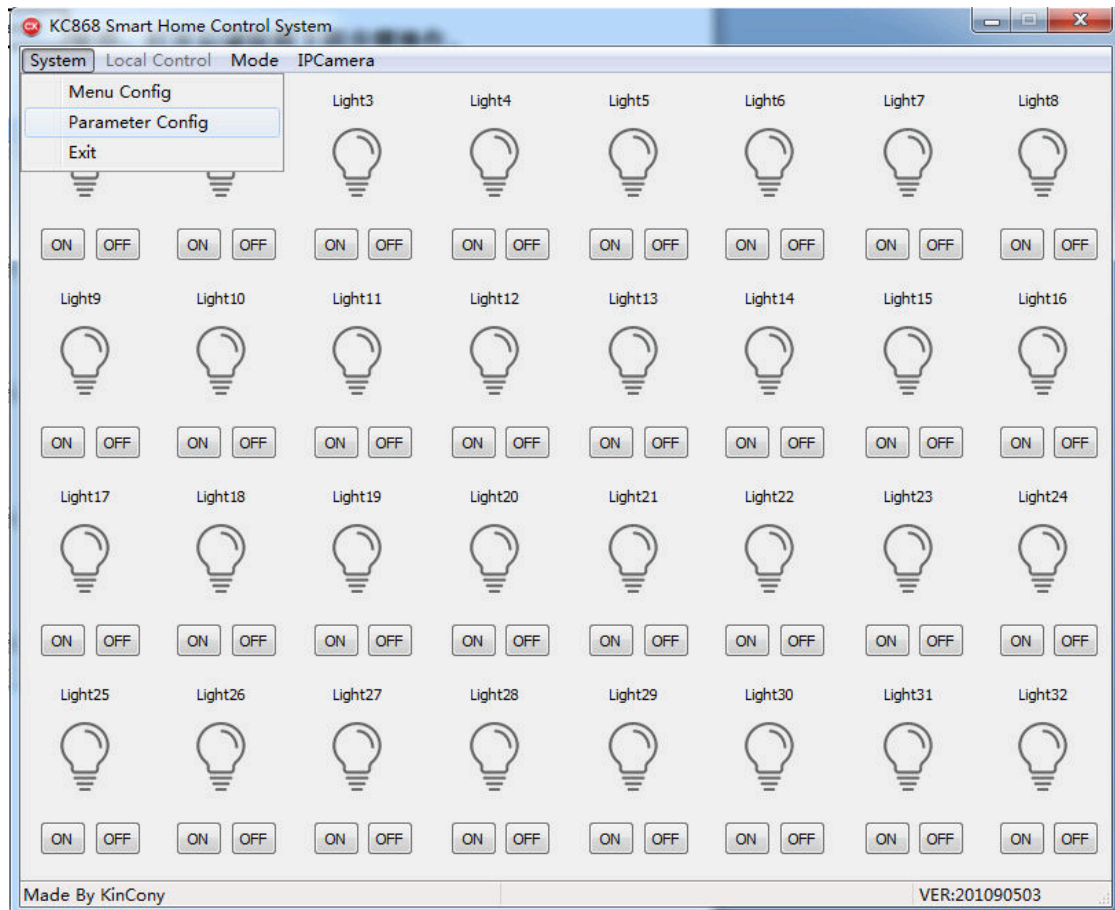 KC868 Smart Home Control System
System Local Control Mode IPCamera
Menu Config
Parameter Config
Exit
Light3 Light4 Light5 Light6 Light7 Light8
ON OFF ON OFF ON OFF ON OFF ON OFF ON OFF ON OFF ON OFF
Light9 Light10 Light11 Light12 Light13 Light14 Light15 Light16
ON OFF ON OFF ON OFF ON OFF ON OFF ON OFF ON OFF ON OFF
Light17 Light18 Light19 Light20 Light21 Light22 Light23 Light24
ON OFF ON OFF ON OFF ON OFF ON OFF ON OFF ON OFF ON OFF
Light25 Light26 Light27 Light28 Light29 Light30 Light31 Light32
ON OFF ON OFF ON OFF ON OFF ON OFF ON OFF ON OFF ON OFF
Made By KinCony VER:201090503